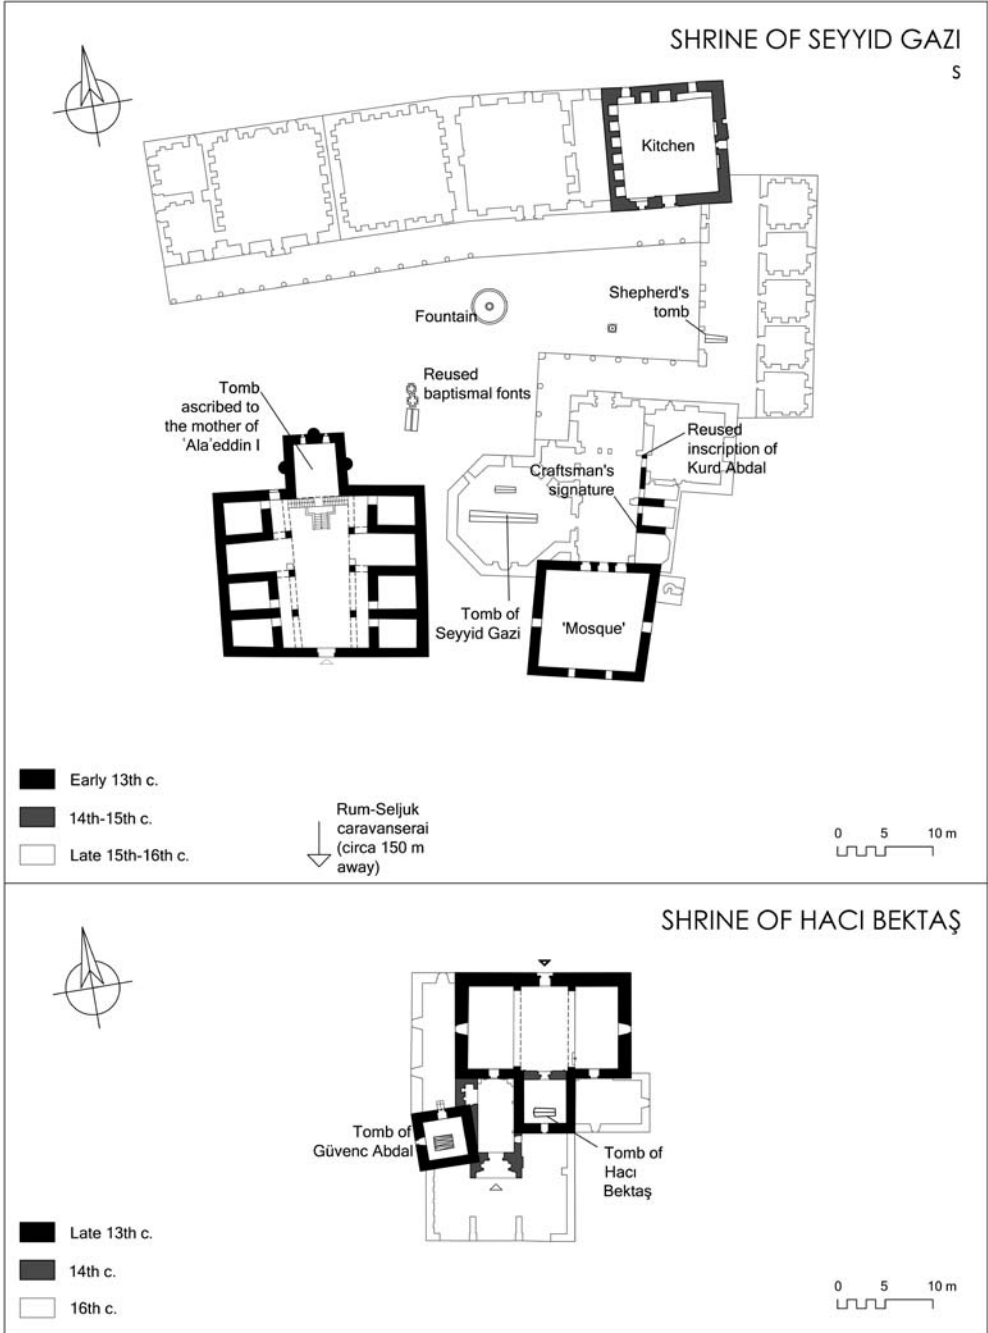 SHRINE OF SEYYID GAZI
S
Kitchen
Shepherd's
tomb
Fountain
Reused
baptismal fonts
Tomb
ascribed to
the mother of
'Ala'eddin I
Reused
inscription of
Kurd Abdal
Craftsman's
signature
Tomb of
Seyyid Gazi
'Mosque'
Early 13th c.
14th-15th c.
Late 15th-16th c.
Rum-Seljuk
caravanserai
(circa 150 m
away)
0 5 10 m
SHRINE OF HACI BEKTAŞ
Tomb of
Güvenc Abdal
Tomb of
Hacı
Bektaş
Late 13th c.
14th c.
16th c.
0 5 10 m